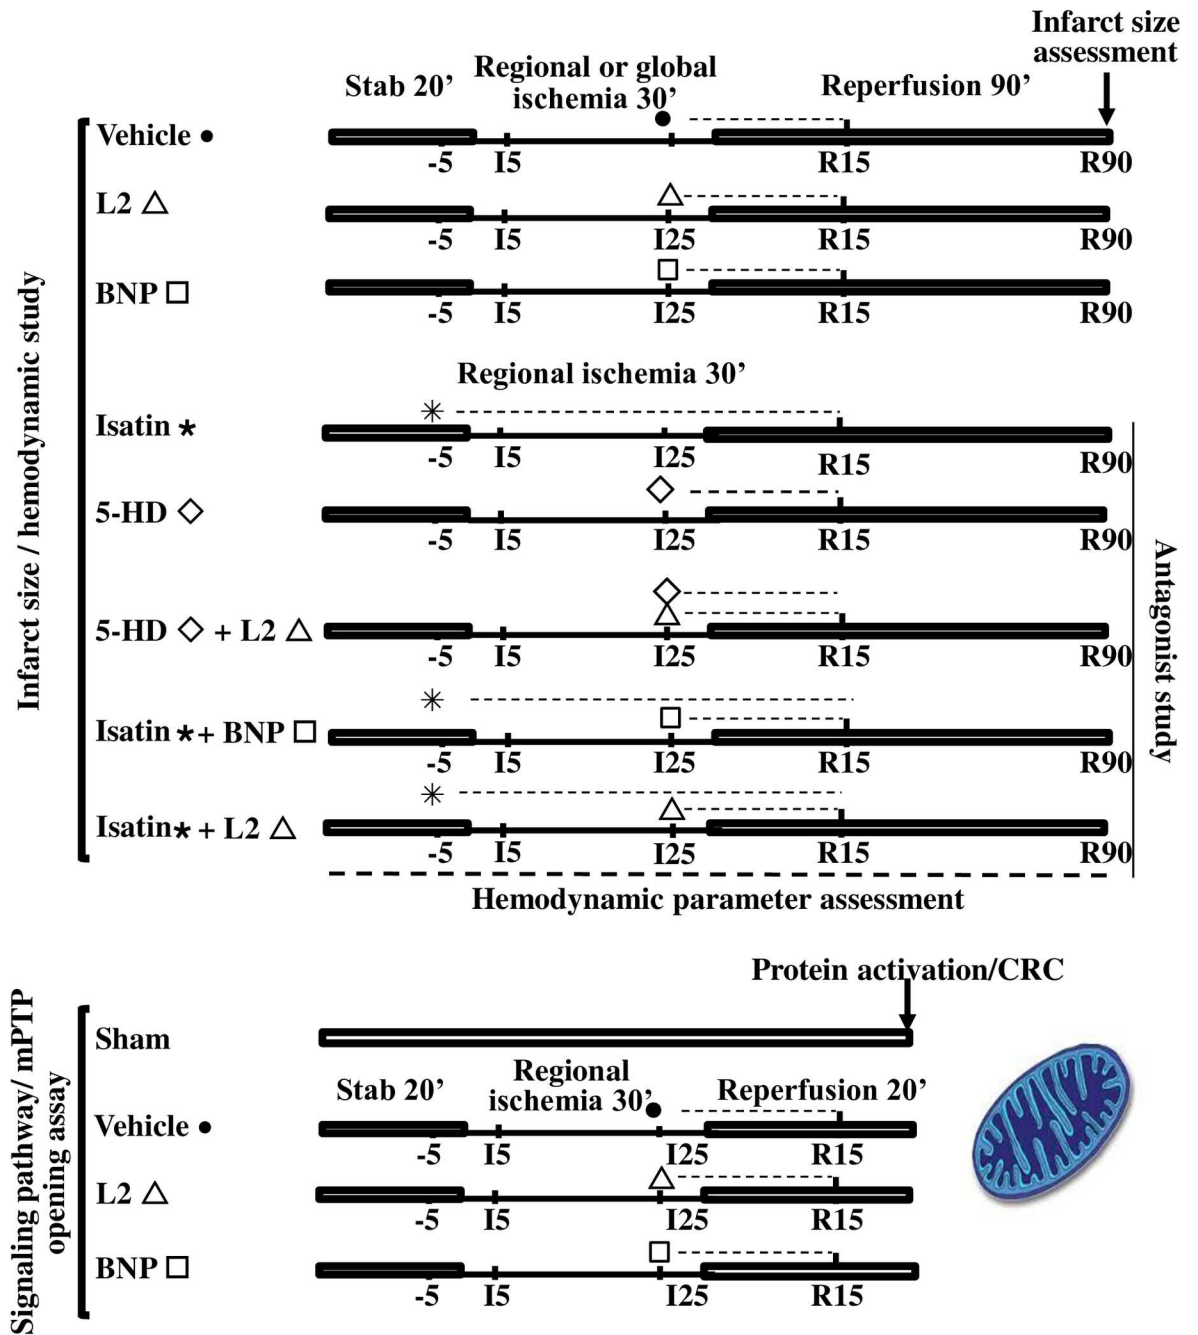 Infarct size
assessment
Stab 20’
Regional or global
ischemia 30’
Reperfusion 90’
Infarct size / hemodynamic study
Vehicle ●
-5 I5 R15 R90
L2 △
-5 I5 I25 R15 R90
BNP □
-5 I5 I25 R15 R90
Regional ischemia 30’
Isatin *
-5 I5 I25 R15 R90
5-HD ◇
-5 I5 I25 R15 R90
Antagonist study
5-HD ◇ + L2 △
-5 I5 I25 R15 R90
Isatin *+ BNP □
-5 I5 I25 R15 R90
Isatin* + L2 △
-5 I5 I25 R15 R90
Hemodynamic parameter assessment
Protein activation/CRC
Signaling pathway/ mPTP
opening assay
Sham
Stab 20’
Regional
ischemia 30’
Reperfusion 20’
Vehicle ●
-5 I5 I25 R15
L2 △
-5 I5 I25 R15
BNP □
-5 I5 I25 R15